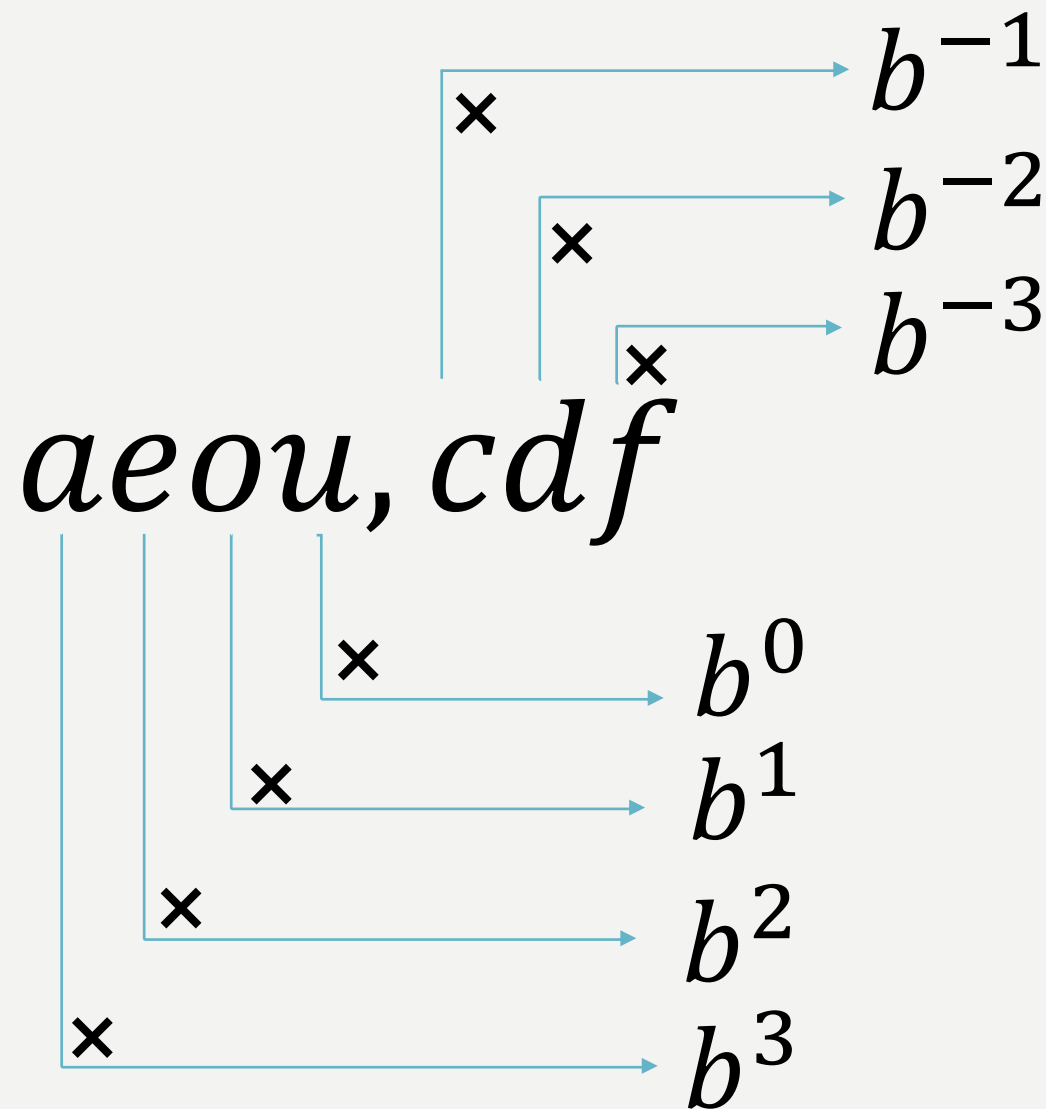 × b⁻¹
× b⁻²
× b⁻³
aeou, cdf
× b⁰
× b¹
× b²
× b³